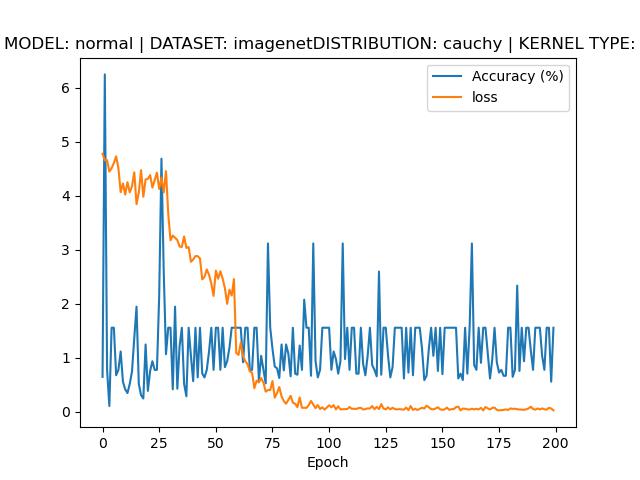 MODEL: normal | DATASET: imagenetDISTRIBUTION: cauchy | KERNEL TYPE:
Accuracy (%)
loss
6
5
4
3
2
1
0
0 25 50 75 100 125 150 175 200
Epoch